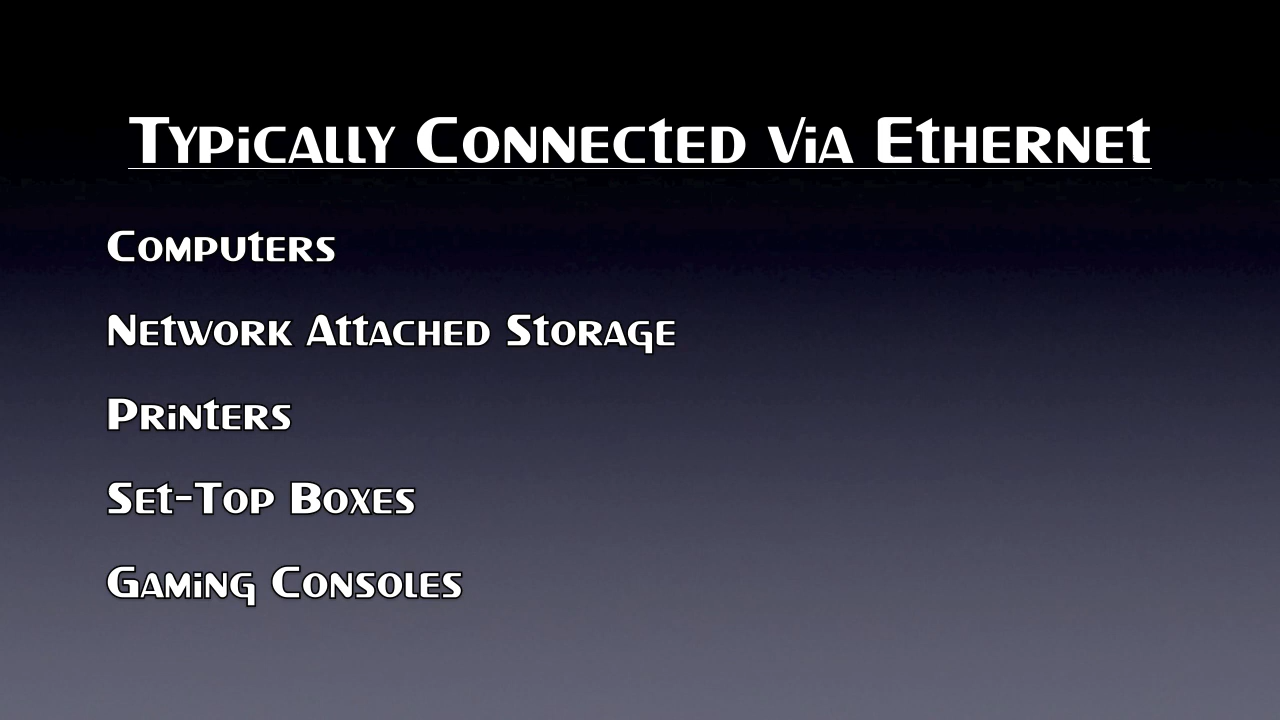 Typically Connected Via Ethernet
Computers
Network Attached Storage
Printers
Set-Top Boxes
Gaming Consoles